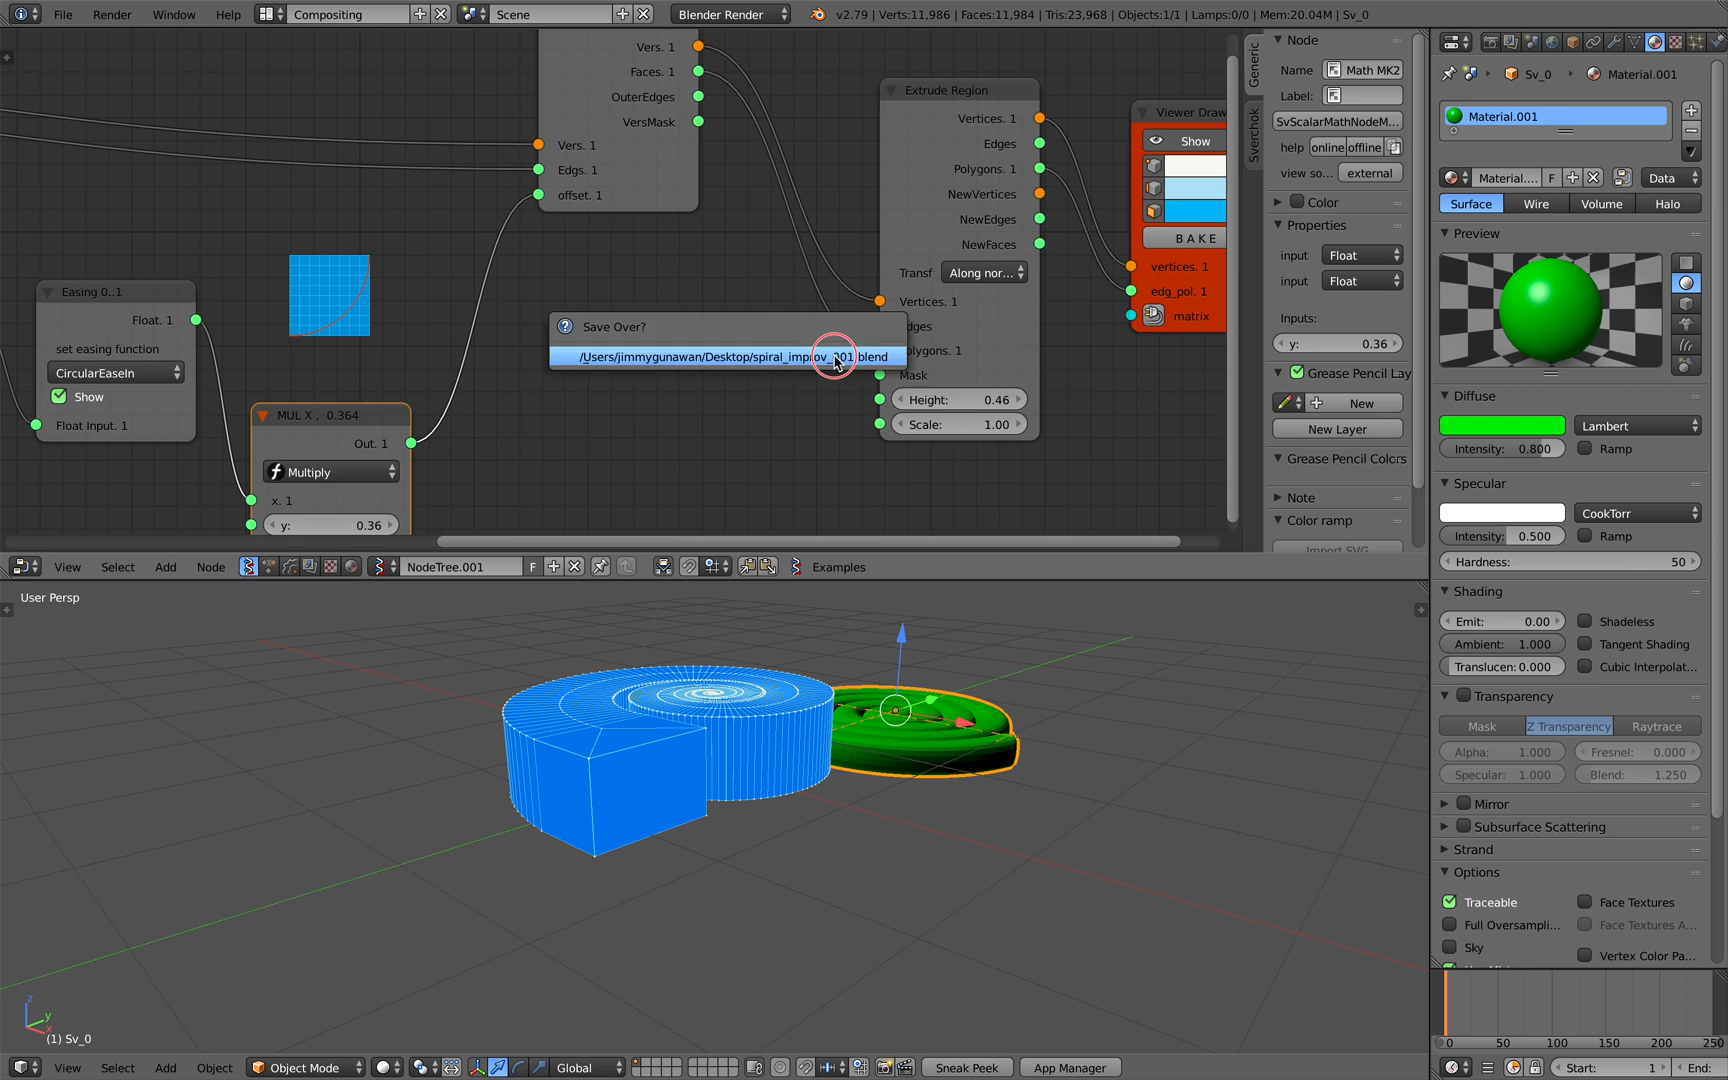 File Render Window Help Compositing Scene Blender Render v2.79 | Verts:11,986 | Faces:11,984 | Tris:23,968 | Objects:1/1 | Lamps:0/0 | Mem:20.04M | Sv_0
Vers. 1
Faces. 1
OuterEdges
VersMask
Vers. 1
Edgs. 1
offset. 1
Easing 0..1
Float. 1
set easing function
CircularEaseIn
Show
Float Input. 1
MUL X , 0.364
Out. 1
Multiply
x. 1
y: 0.36
Save Over?
/Users/jimmygunawan/Desktop/spiral_improv_001.blend
Extrude Region
Vertices. 1
Edges
Polygons. 1
NewVertices
NewEdges
NewFaces
Transf Along nor...
Vertices. 1
dges
olygons. 1
Mask
Height: 0.46
Scale: 1.00
Viewer Draw
Show
BAKE
vertices. 1
edg_pol. 1
matrix
Generic
Sverchok
Node
Name Math MK2
Label:
SvScalarMathNodeM...
help online offline
view so... external
Color
Properties
input Float
input Float
Inputs:
y: 0.36
Grease Pencil Lay
New
New Layer
Grease Pencil Colors
Note
Color ramp
Import SVG
Sv_0 Material.001
Material.001
Material.... F Data
Surface Wire Volume Halo
Preview
Diffuse
Lambert
Intensity: 0.800 Ramp
Specular
CookTorr
Intensity: 0.500 Ramp
Hardness: 50
Shading
Emit: 0.00 Shadeless
Ambient: 1.000 Tangent Shading
Translucen: 0.000 Cubic Interpolat...
Transparency
Mask Z Transparency Raytrace
Alpha: 1.000 Fresnel: 0.000
Specular: 1.000 Blend: 1.250
Mirror
Subsurface Scattering
Strand
Options
Traceable Face Textures
Full Oversampli... Face Textures A...
Sky
Vertex Color Pa...
View Select Add Node NodeTree.001 F Examples
User Persp
z
y
x
(1) Sv_0
View Select Add Object Object Mode Global Sneak Peek App Manager
0 50 100 150 200 250
Start: 1 End: